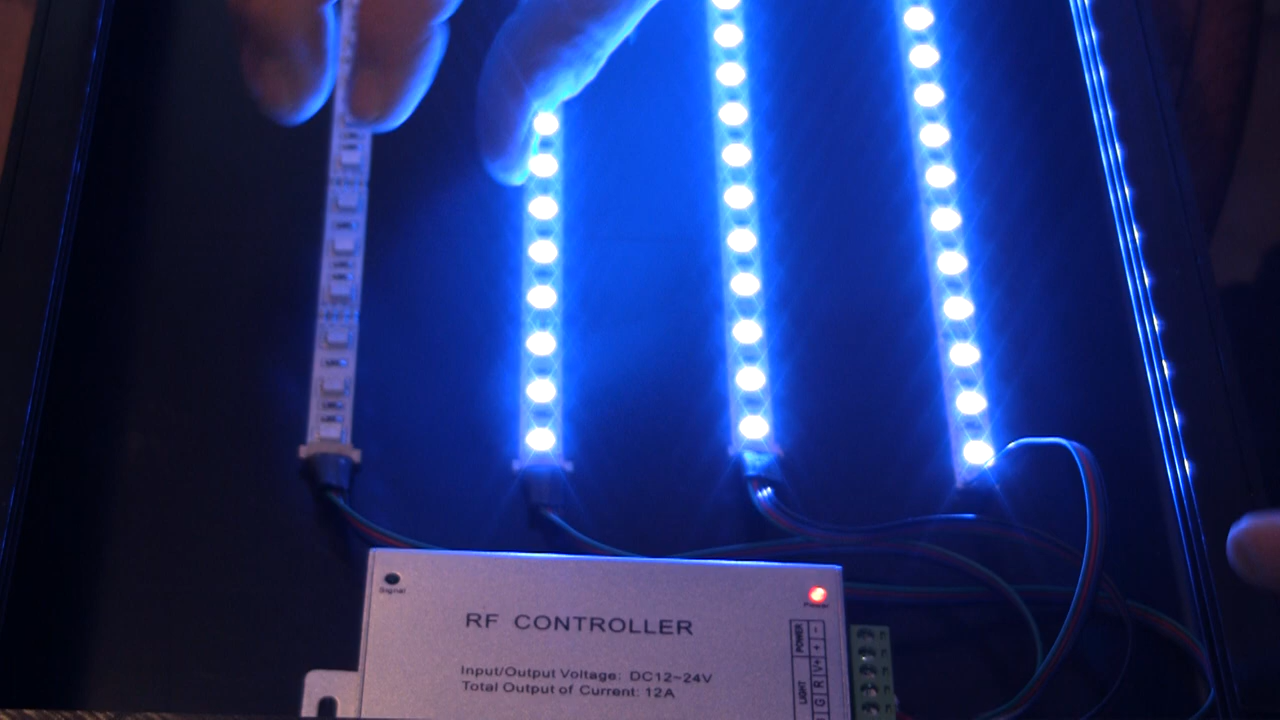 Signal
Power
RF CONTROLLER
Input/Output Voltage: DC12~24V
Total Output of Current: 12A
POWER
- +
LIGHT
V+ R G